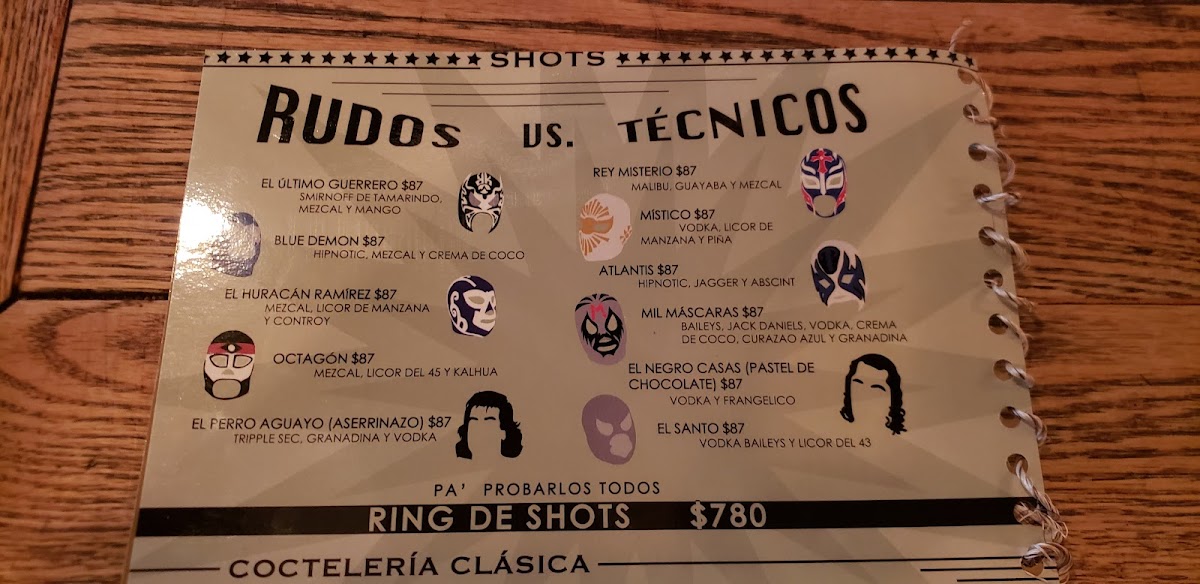 SHOTS
RUDOS VS. TÉCNICOS
EL ÚLTIMO GUERRERO $87
SMIRNOFF DE TAMARINDO,
MEZCAL Y MANGO
BLUE DEMON $87
HIPNOTIC, MEZCAL Y CREMA DE COCO
EL HURACÁN RAMÍREZ $87
MEZCAL, LICOR DE MANZANA
Y CONTROY
OCTAGÓN $87
MEZCAL, LICOR DEL 45 Y KALHUA
EL PERRO AGUAYO (ASERRINAZO) $87
TRIPPLE SEC, GRANADINA Y VODKA
REY MISTERIO $87
MALIBU, GUAYABA Y MEZCAL
MÍSTICO $87
VODKA, LICOR DE
MANZANA Y PIÑA
ATLANTIS $87
HIPNOTIC, JAGGER Y ABSCINT
MIL MÁSCARAS $87
BAILEYS, JACK DANIELS, VODKA, CREMA
DE COCO, CURAZAO AZUL Y GRANADINA
EL NEGRO CASAS (PASTEL DE
CHOCOLATE) $87
VODKA Y FRANGELICO
EL SANTO $87
VODKA BAILEYS Y LICOR DEL 43
PA' PROBARLOS TODOS
RING DE SHOTS $780
COCTELERÍA CLÁSICA